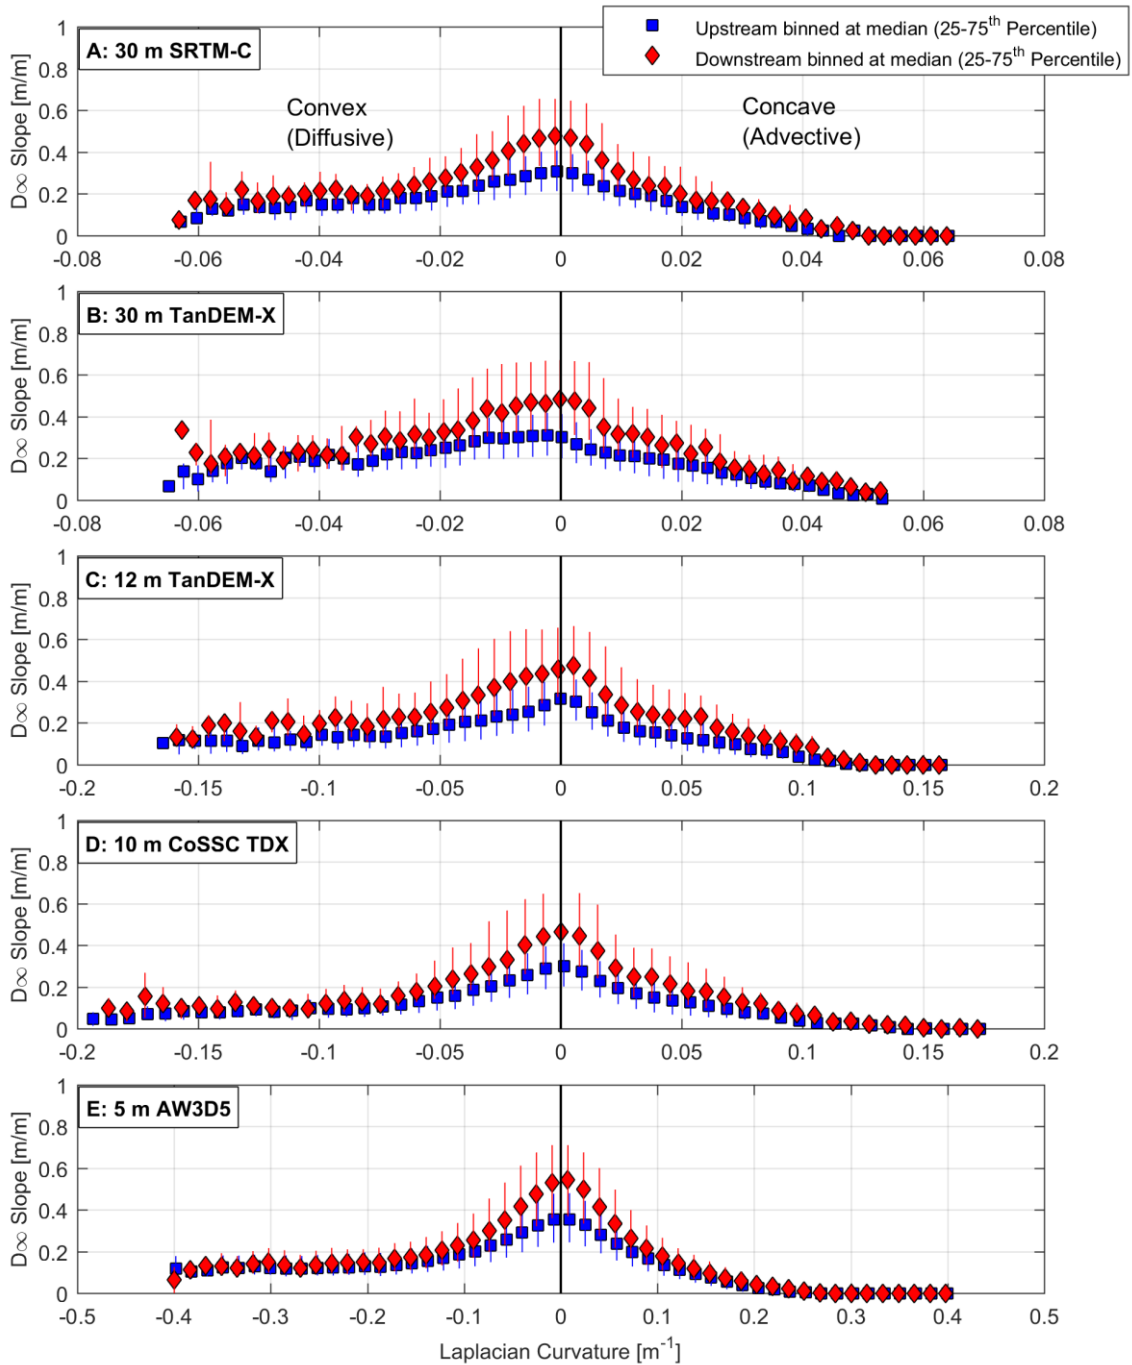 Upstream binned at median (25-75th Percentile)
Downstream binned at median (25-75th Percentile)
A: 30 m SRTM-C
Convex
(Diffusive)
Concave
(Advective)
D∞ Slope [m/m]
1
0.8
0.6
0.4
0.2
0
-0.08 -0.06 -0.04 -0.02 0 0.02 0.04 0.06 0.08
B: 30 m TanDEM-X
D∞ Slope [m/m]
1
0.8
0.6
0.4
0.2
0
-0.08 -0.06 -0.04 -0.02 0 0.02 0.04 0.06 0.08
C: 12 m TanDEM-X
D∞ Slope [m/m]
1
0.8
0.6
0.4
0.2
0
-0.2 -0.15 -0.1 -0.05 0 0.05 0.1 0.15 0.2
D: 10 m CoSSC TDX
D∞ Slope [m/m]
1
0.8
0.6
0.4
0.2
0
-0.2 -0.15 -0.1 -0.05 0 0.05 0.1 0.15 0.2
E: 5 m AW3D5
D∞ Slope [m/m]
1
0.8
0.6
0.4
0.2
0
-0.5 -0.4 -0.3 -0.2 -0.1 0 0.1 0.2 0.3 0.4 0.5
Laplacian Curvature [m-1]